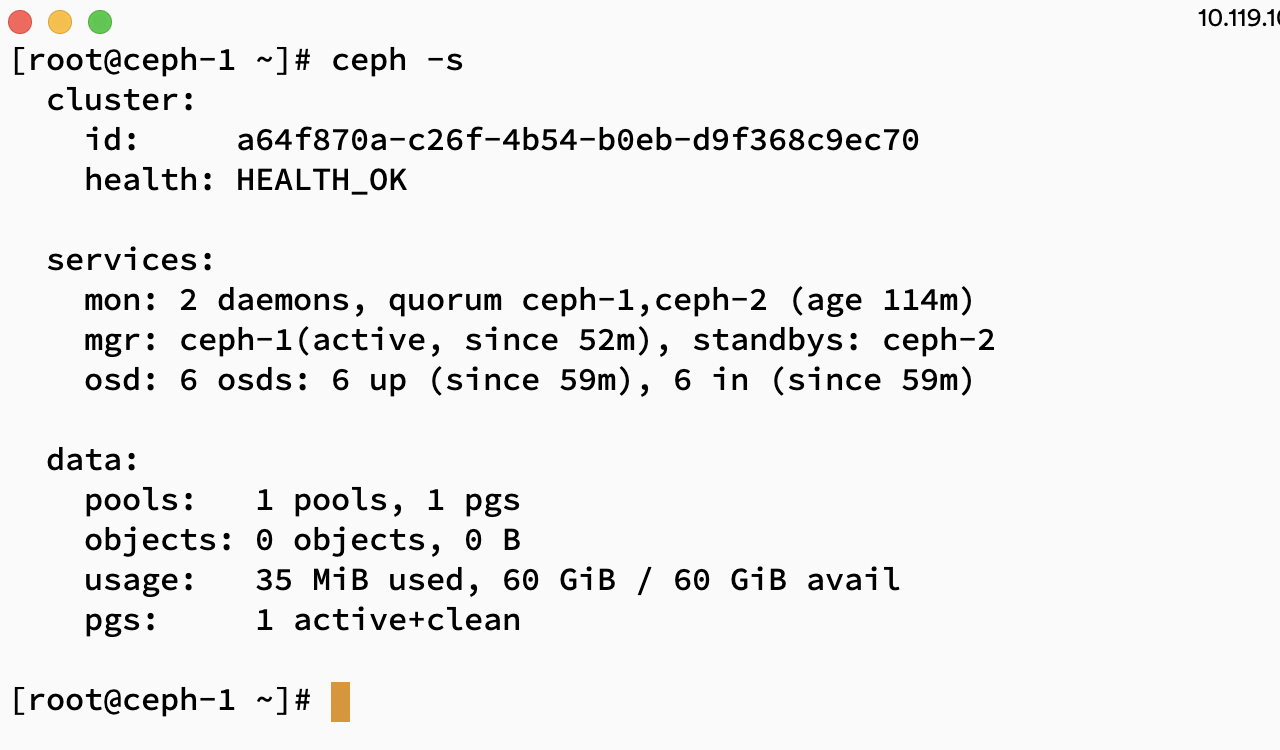 10.119.10
[root@ceph-1 ~]# ceph -s
  cluster:
    id:     a64f870a-c26f-4b54-b0eb-d9f368c9ec70
    health: HEALTH_OK

  services:
    mon: 2 daemons, quorum ceph-1,ceph-2 (age 114m)
    mgr: ceph-1(active, since 52m), standbys: ceph-2
    osd: 6 osds: 6 up (since 59m), 6 in (since 59m)

  data:
    pools:   1 pools, 1 pgs
    objects: 0 objects, 0 B
    usage:   35 MiB used, 60 GiB / 60 GiB avail
    pgs:     1 active+clean

[root@ceph-1 ~]#